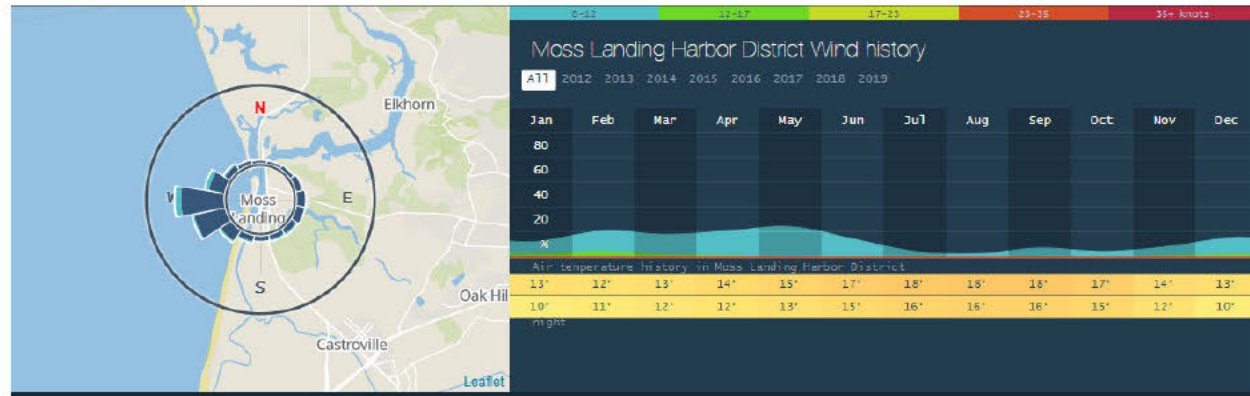 N
Elkhorn
Moss
Landing
E
S
Oak Hil
Castroville
Leaflet
0-12 12-17 17-23 23-35 35+ knots
Moss Landing Harbor District Wind history
All 2012 2013 2014 2015 2016 2017 2018 2019
Jan Feb Mar Apr May Jun Jul Aug Sep Oct Nov Dec
80
60
40
20
%
Air temperature history in Moss Landing Harbor District
13° 12° 13° 14° 15° 17° 18° 18° 18° 17° 14° 13°
10° 11° 12° 12° 13° 15° 16° 16° 16° 15° 12° 10°
night